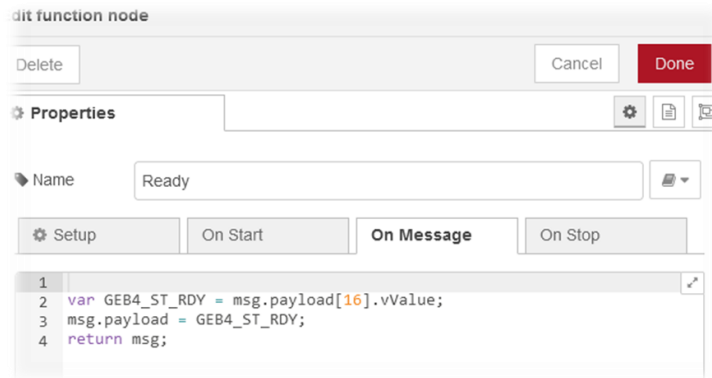 Edit function node
Delete
Cancel
Done
Properties
Name
Ready
Setup
On Start
On Message
On Stop
1
2 var GEB4_ST_RDY = msg.payload[16].vValue;
3 msg.payload = GEB4_ST_RDY;
4 return msg;